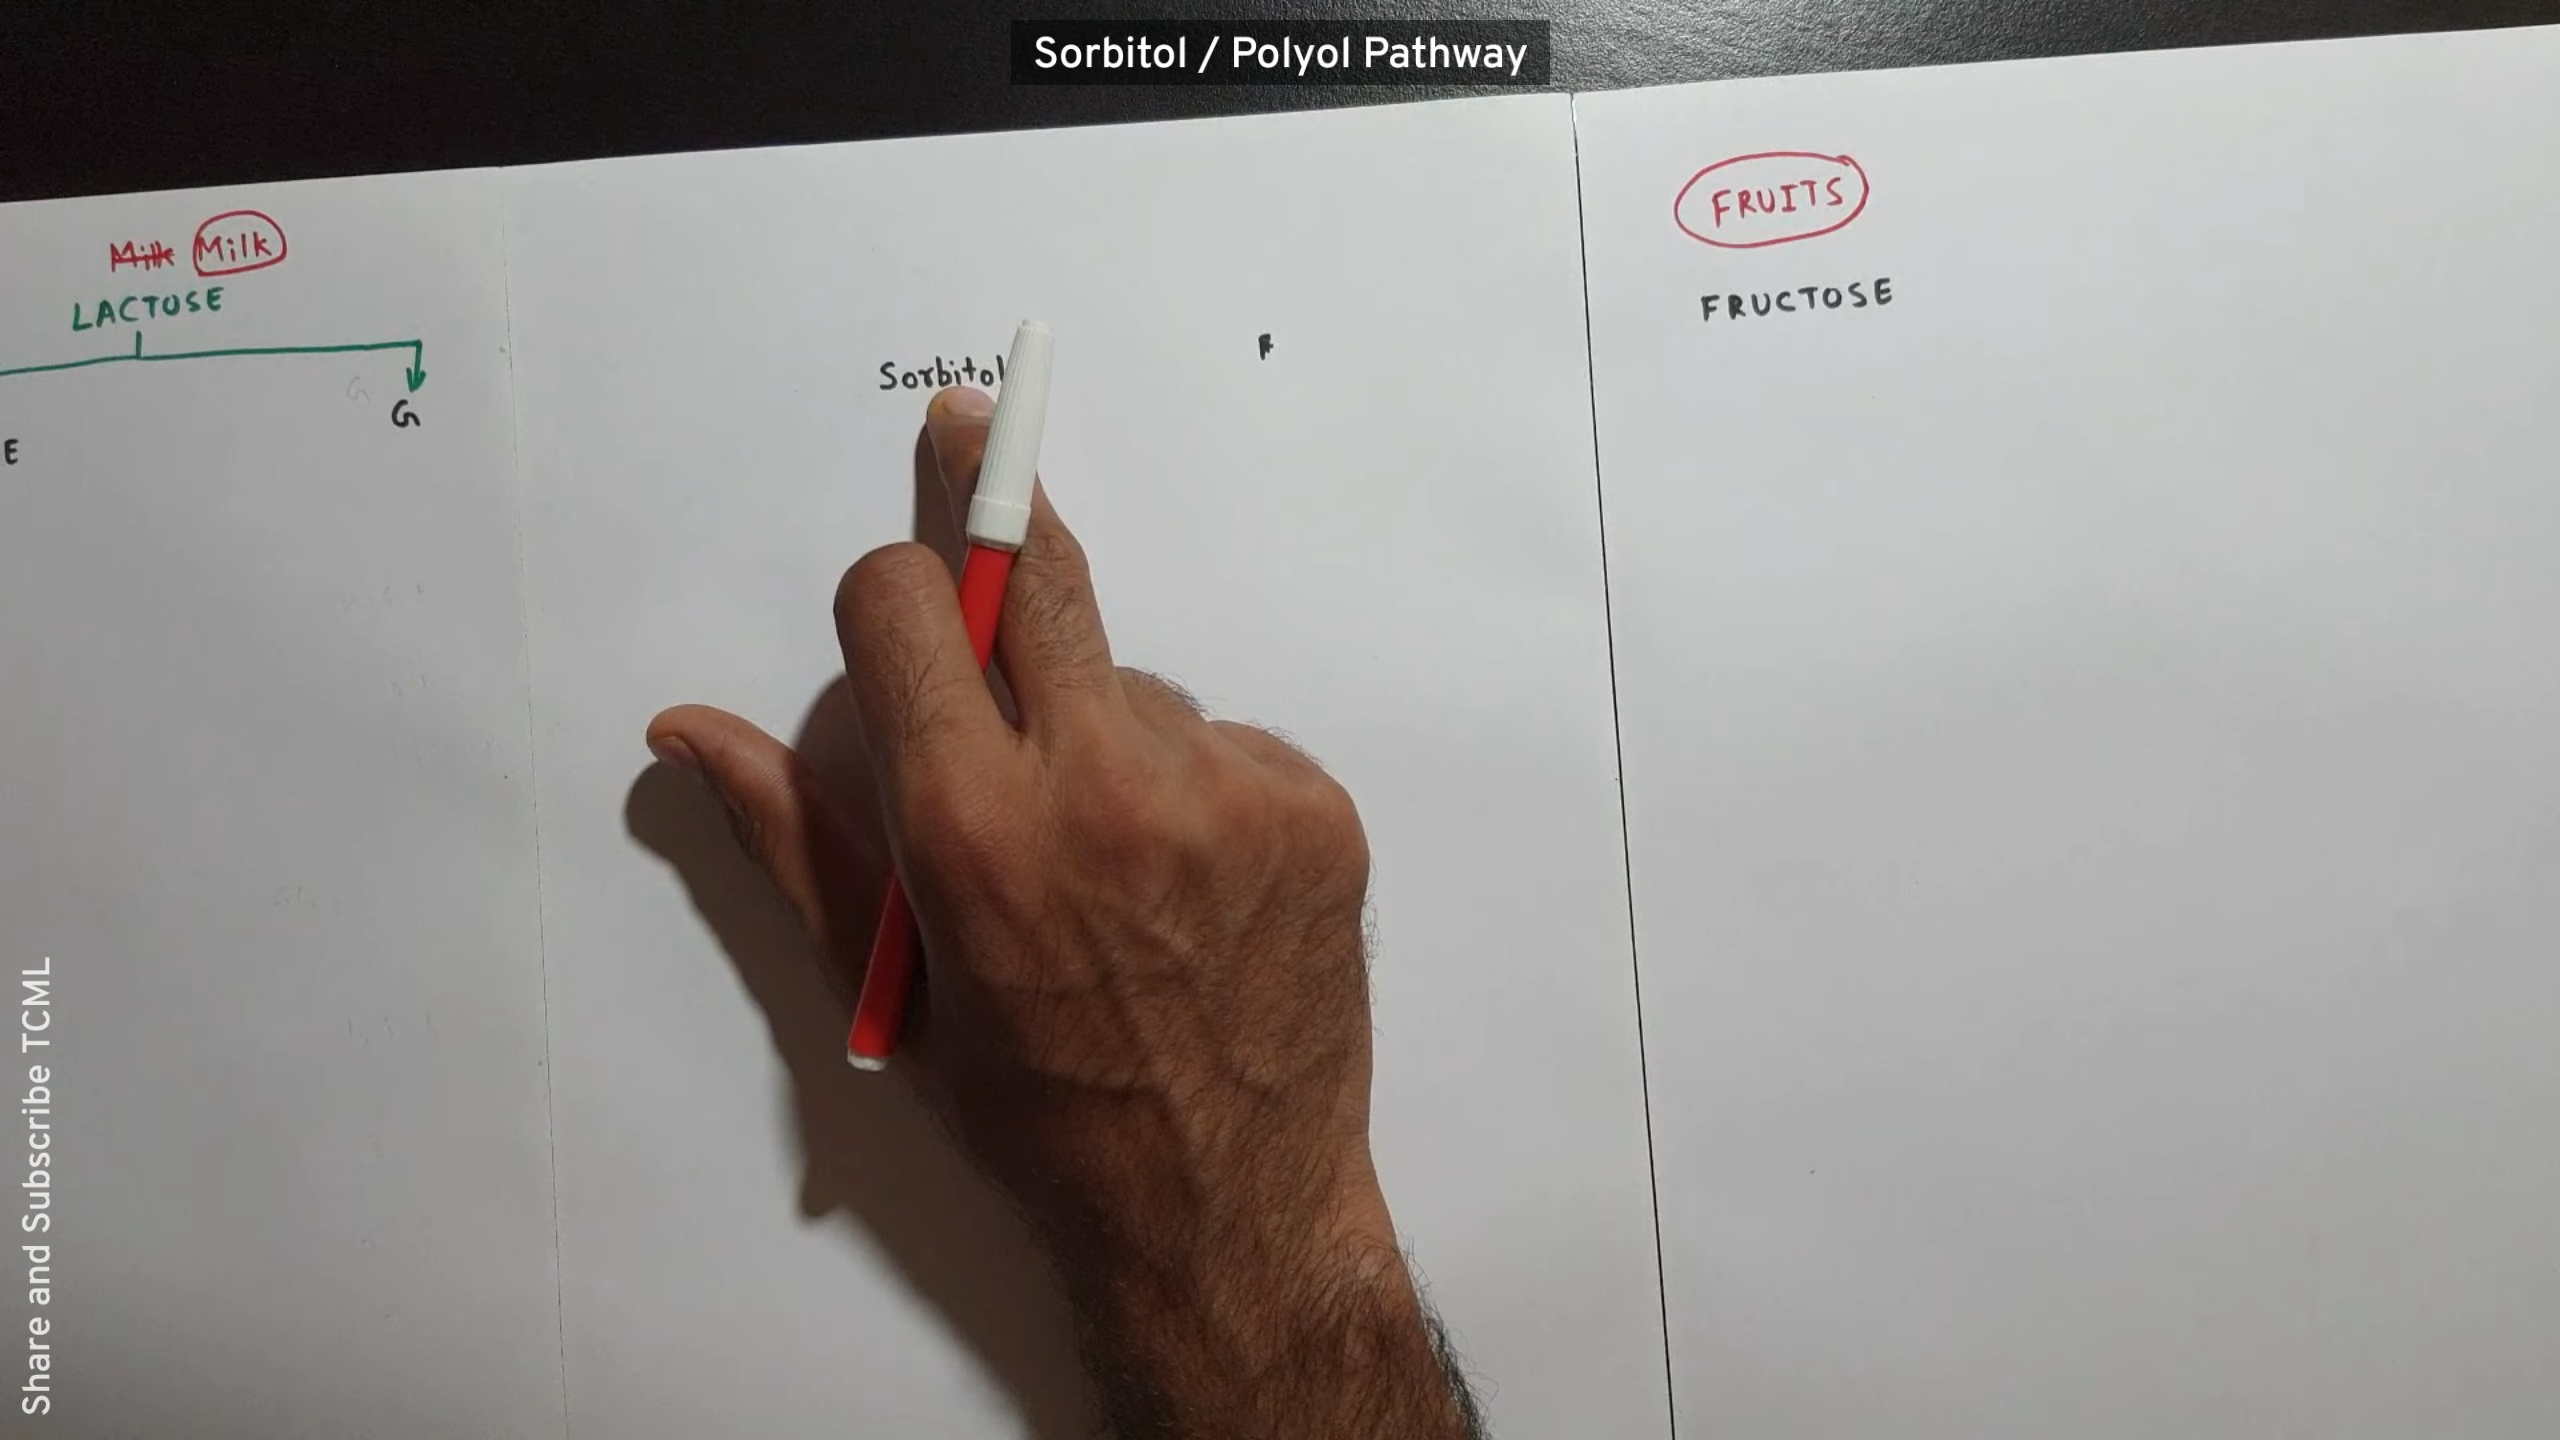 Sorbitol / Polyol Pathway
Milk Milk
LACTOSE
G
E
Sorbitol
F
FRUITS
FRUCTOSE
Share and Subscribe TCML